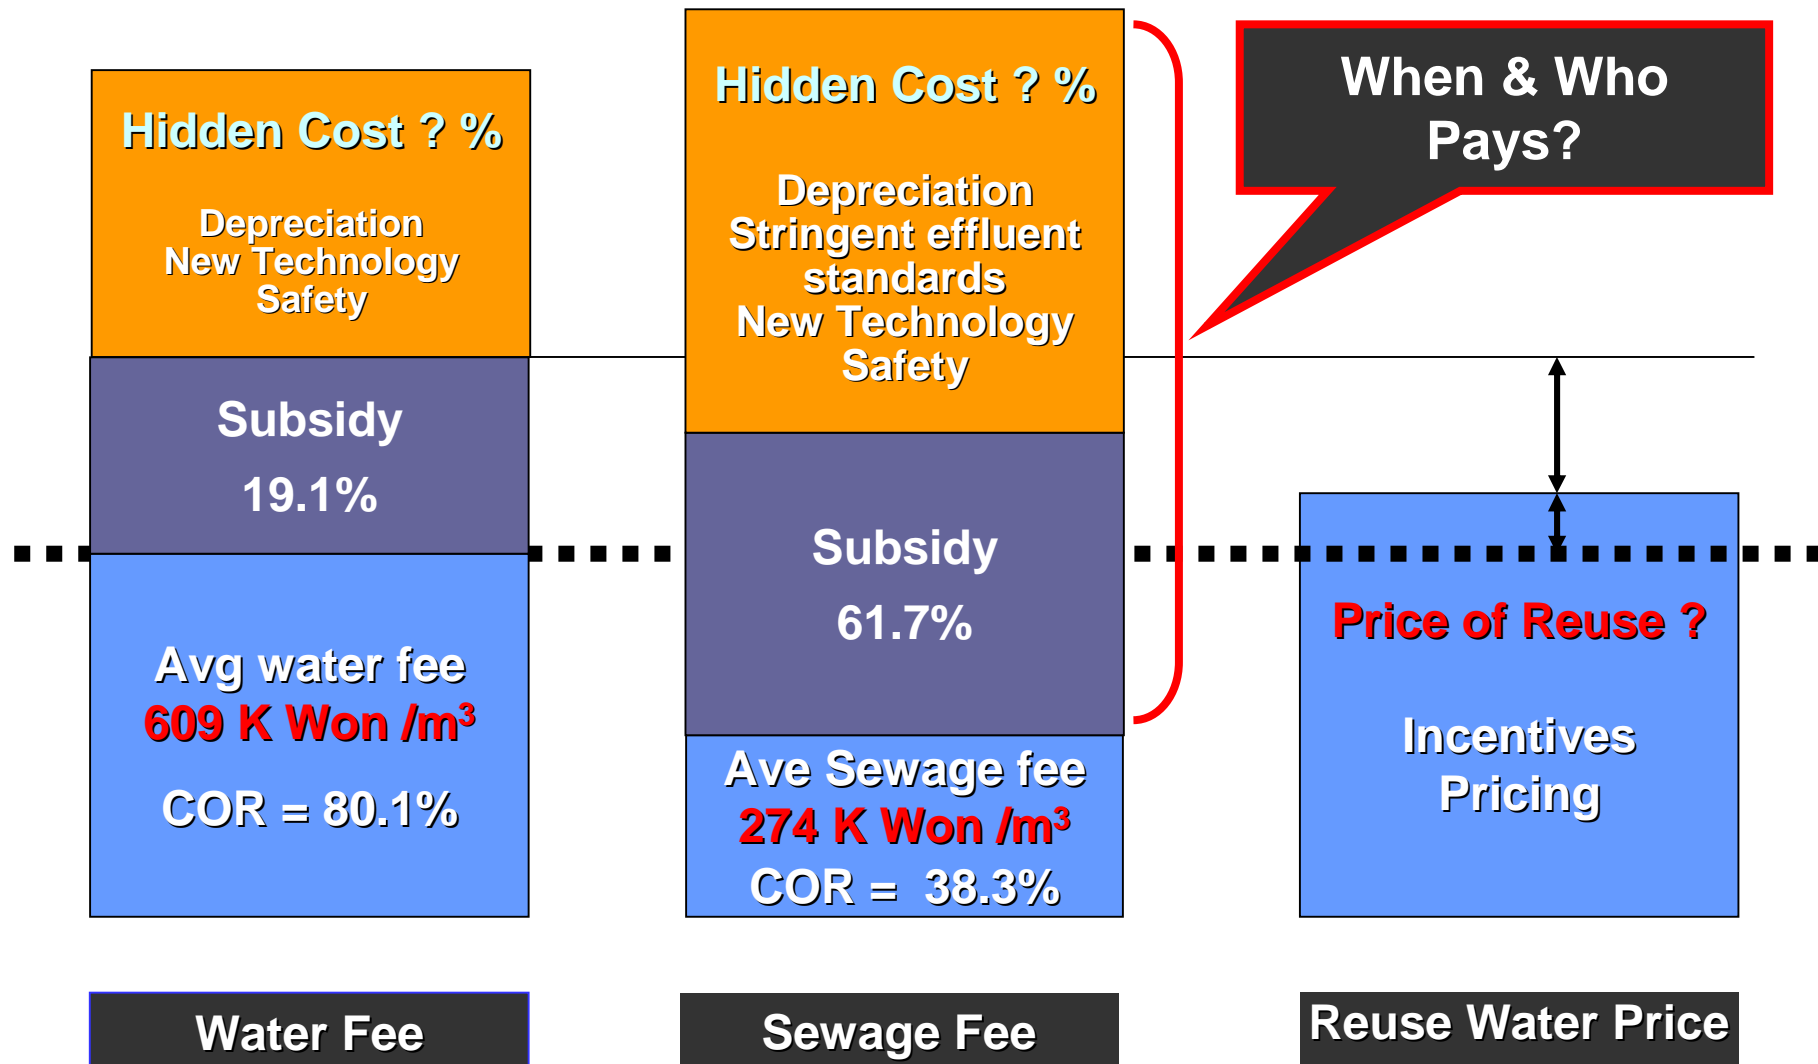 Hidden Cost ? %
Depreciation
New Technology
Safety
Subsidy
19.1%
Avg water fee
609 K Won /m³
COR = 80.1%
Water Fee
Hidden Cost ? %
Depreciation
Stringent effluent
standards
New Technology
Safety
Subsidy
61.7%
Ave Sewage fee
274 K Won /m³
COR = 38.3%
Sewage Fee
When & Who
Pays?
Price of Reuse ?
Incentives
Pricing
Reuse Water Price